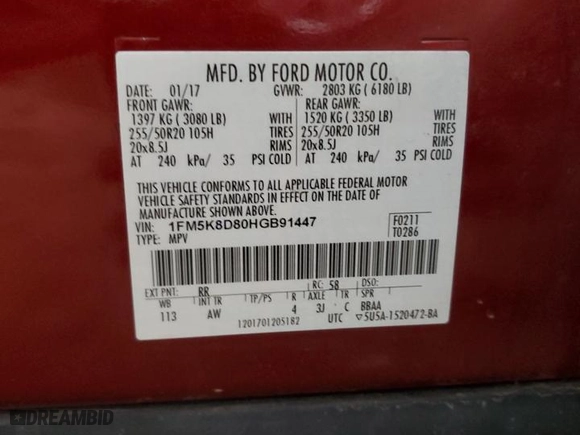 MFD. BY FORD MOTOR CO.
DATE: 01/17 GVWR: 2803 KG ( 6180 LB)
FRONT GAWR: REAR GAWR:
1397 KG ( 3080 LB) WITH 1520 KG ( 3350 LB) WITH
255/50R20 105H TIRES 255/50R20 105H TIRES
20x8.5J RIMS 20x8.5J RIMS
AT 240 kPa/ 35 PSI COLD AT 240 kPa/ 35 PSI COLD
THIS VEHICLE CONFORMS TO ALL APPLICABLE FEDERAL MOTOR
VEHICLE SAFETY STANDARDS IN EFFECT ON THE DATE OF
MANUFACTURE SHOWN ABOVE.
VIN: 1FM5K8D80HGB91447 F0211
TYPE: MPV T0286
EXT PNT: RR RC: 58 DSO:
WB INT TR TP/PS R AXLE TR SPR
113 AW 4 3J C BBAA
1201701205182 UTC ▽5U5A-1520472-BA
DREAMBID